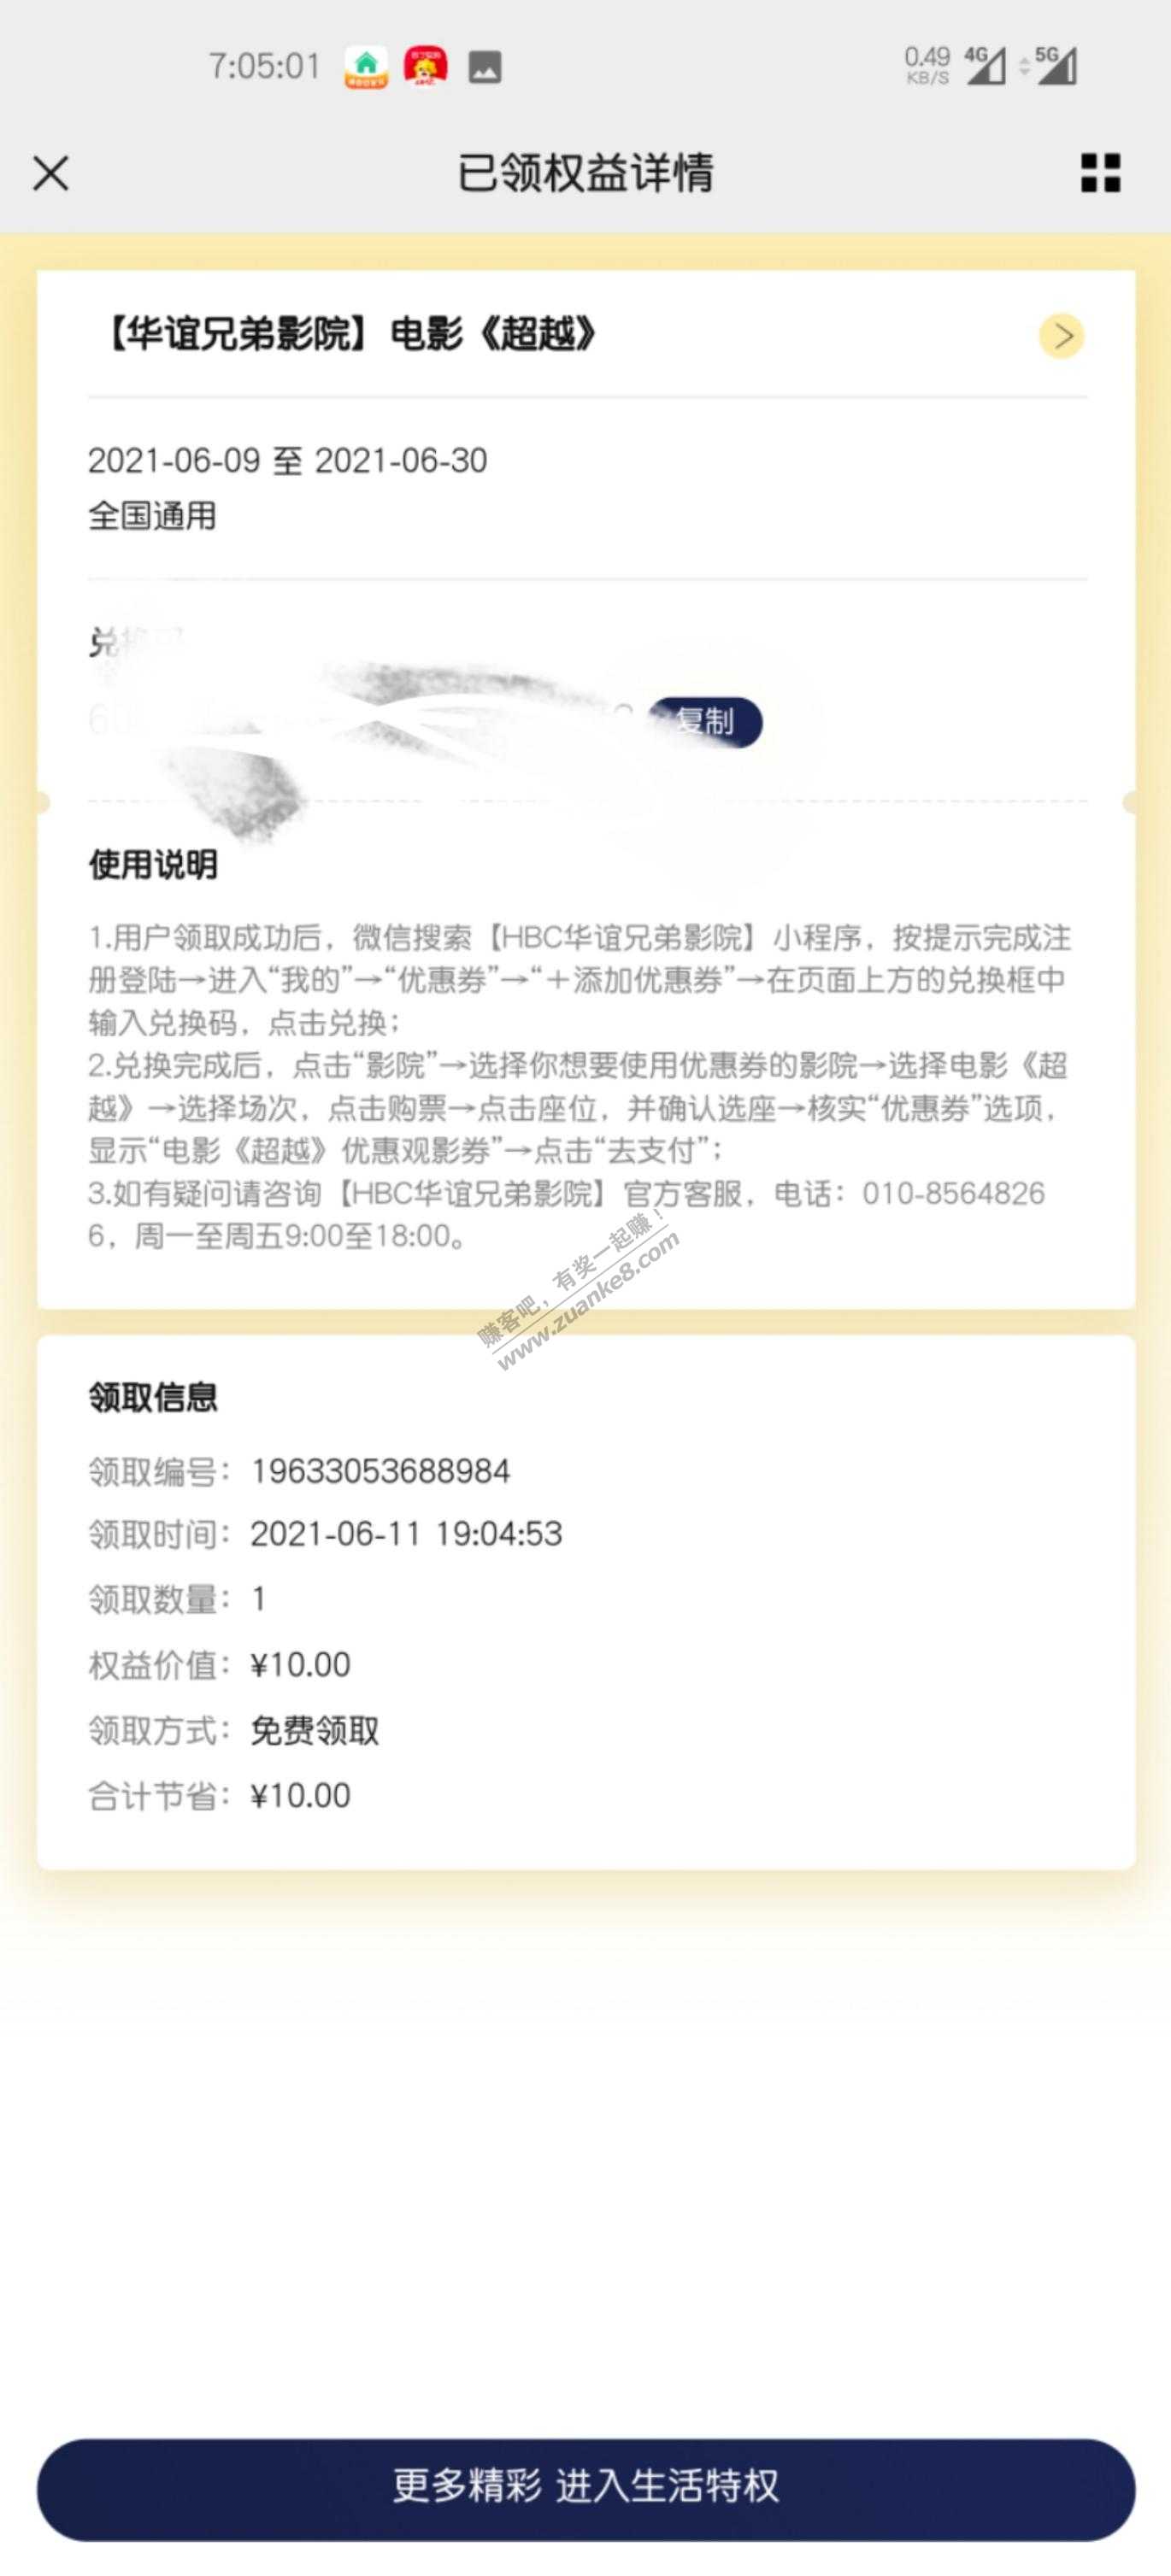 7:05:01
0.49
KB/S
4G
5G
已领权益详情
【华谊兄弟影院】电影《超越》
2021-06-09 至 2021-06-30
全国通用
兑换
复制
使用说明
1.用户领取成功后，微信搜索【HBC华谊兄弟影院】小程序，按提示完成注
册登陆→进入“我的”→“优惠券”→“＋添加优惠券”→在页面上方的兑换框中
输入兑换码，点击兑换；
2.兑换完成后，点击“影院”→选择你想要使用优惠券的影院→选择电影《超
越》→选择场次，点击购票→点击座位，并确认选座→核实“优惠券”选项，
显示“电影《超越》优惠观影券”→点击“去支付”；
3.如有疑问请咨询【HBC华谊兄弟影院】官方客服，电话：010-8564826
6，周一至周五9:00至18:00。
赚客吧，有奖一起赚！
www.zuanke8.com
领取信息
领取编号：19633053688984
领取时间：2021-06-11 19:04:53
领取数量：1
权益价值：¥10.00
领取方式：免费领取
合计节省：¥10.00
更多精彩 进入生活特权